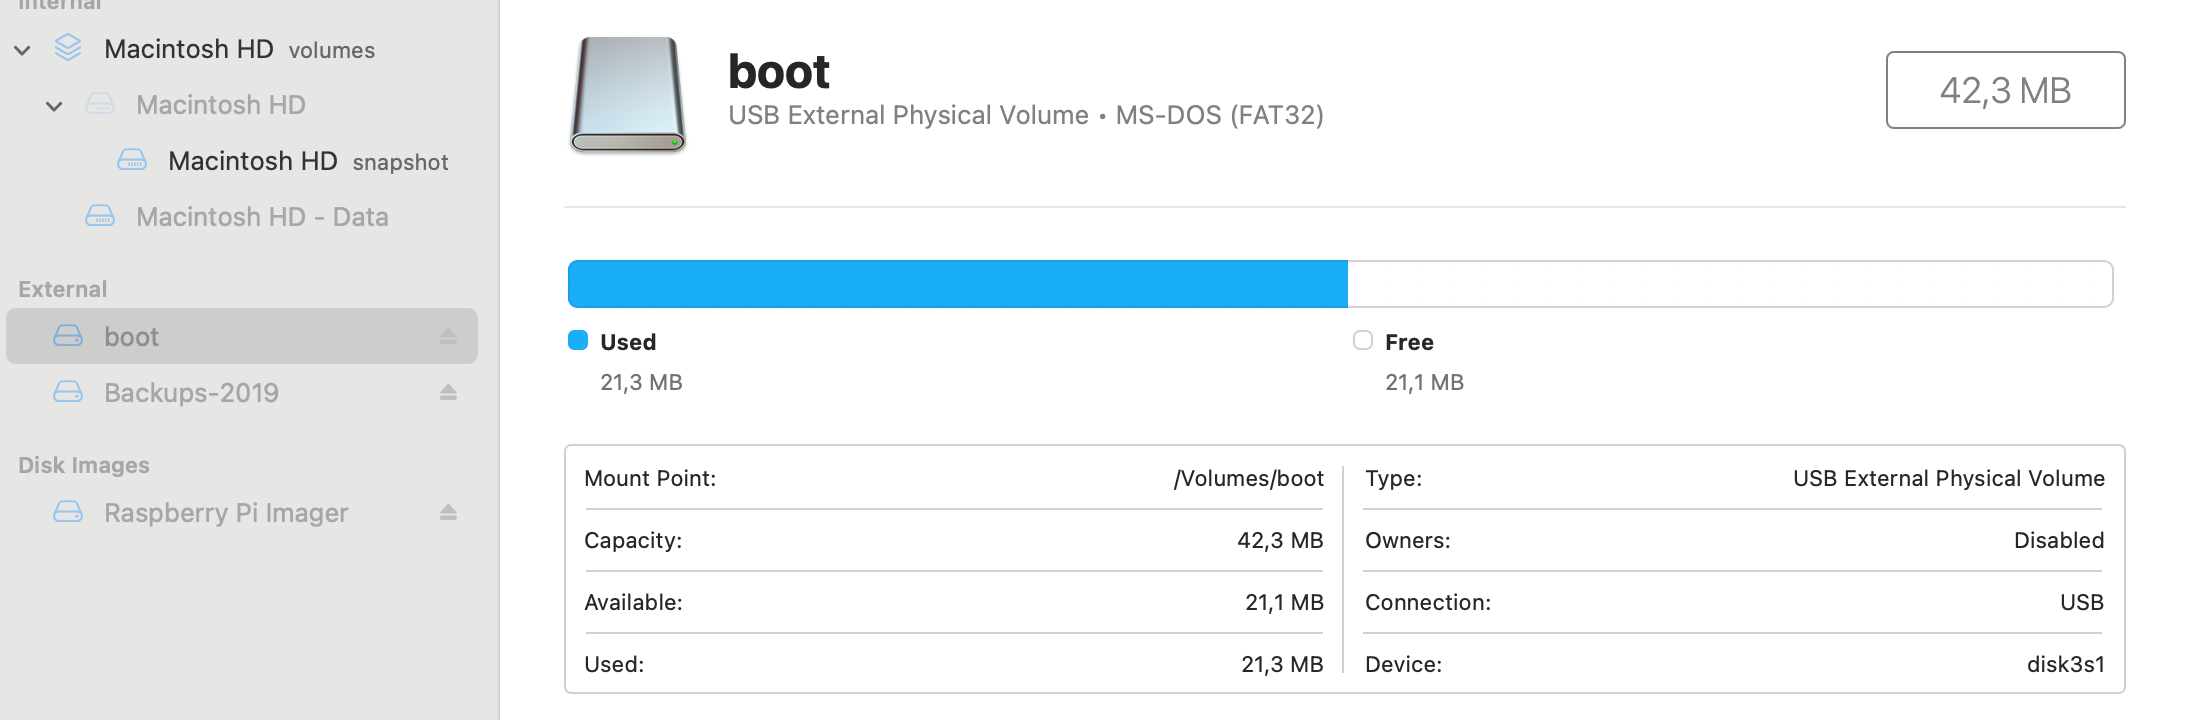 Internal
Macintosh HD volumes
Macintosh HD
Macintosh HD snapshot
Macintosh HD - Data
External
boot
Backups-2019
Disk Images
Raspberry Pi Imager
boot
USB External Physical Volume • MS-DOS (FAT32)
42,3 MB
Used
21,3 MB
Free
21,1 MB
Mount Point: /Volumes/boot
Capacity: 42,3 MB
Available: 21,1 MB
Used: 21,3 MB
Type: USB External Physical Volume
Owners: Disabled
Connection: USB
Device: disk3s1